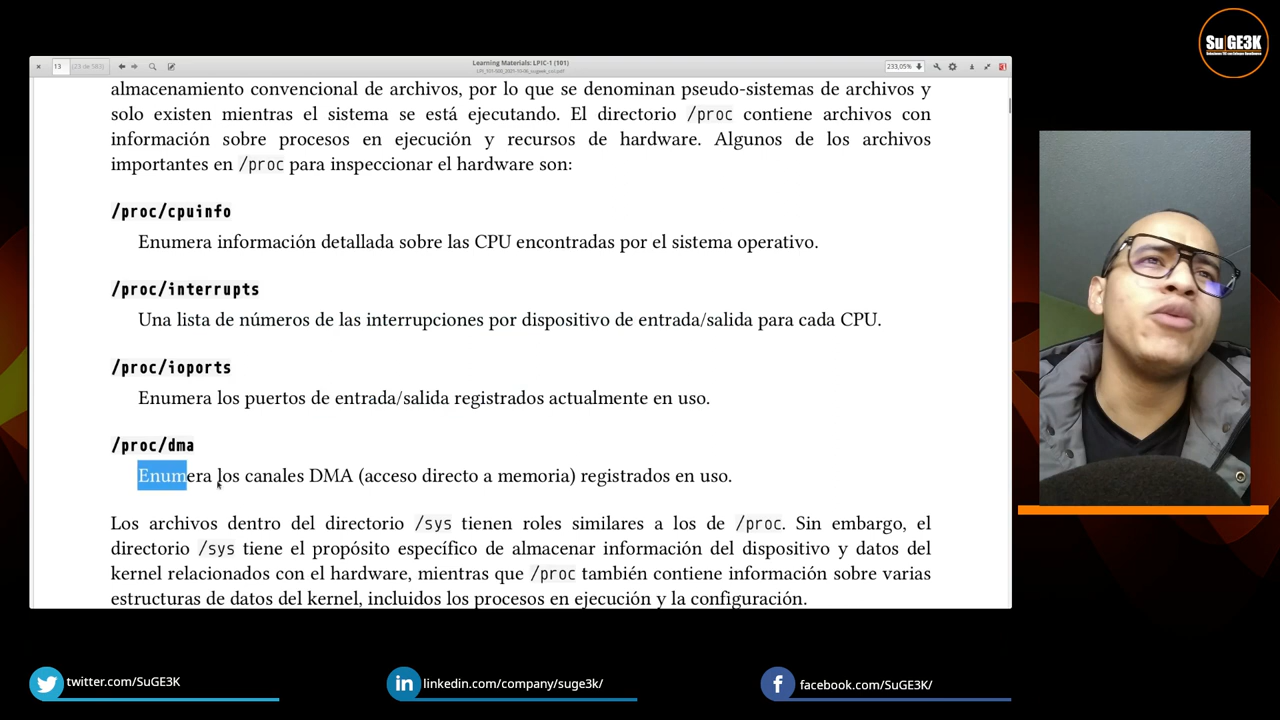 13 (23 de 583)
Learning Materials: LPIC-1 (101)
233,05%
almacenamiento convencional de archivos, por lo que se denominan pseudo-sistemas de archivos y
solo existen mientras el sistema se está ejecutando. El directorio /proc contiene archivos con
información sobre procesos en ejecución y recursos de hardware. Algunos de los archivos
importantes en /proc para inspeccionar el hardware son:
/proc/cpuinfo
Enumera información detallada sobre las CPU encontradas por el sistema operativo.
/proc/interrupts
Una lista de números de las interrupciones por dispositivo de entrada/salida para cada CPU.
/proc/ioports
Enumera los puertos de entrada/salida registrados actualmente en uso.
/proc/dma
Enumera los canales DMA (acceso directo a memoria) registrados en uso.
Los archivos dentro del directorio /sys tienen roles similares a los de /proc. Sin embargo, el
directorio /sys tiene el propósito específico de almacenar información del dispositivo y datos del
kernel relacionados con el hardware, mientras que /proc también contiene información sobre varias
estructuras de datos del kernel, incluidos los procesos en ejecución y la configuración.
SuGE3K
twitter.com/SuGE3K
linkedin.com/company/suge3k/
facebook.com/SuGE3K/